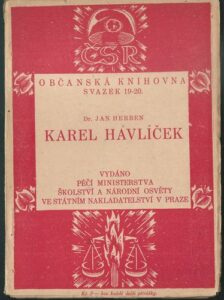 ČSR
OBČANSKÁ KNIHOVNA
SVAZEK 19-20.
Dr. JAN HERBEN
KAREL HAVLÍČEK
VYDÁNO
PÉČÍ MINISTERSTVA
ŠKOLSTVÍ A NÁRODNÍ OSVĚTY
VE STÁTNÍM NAKLADATELSTVÍ V PRAZE